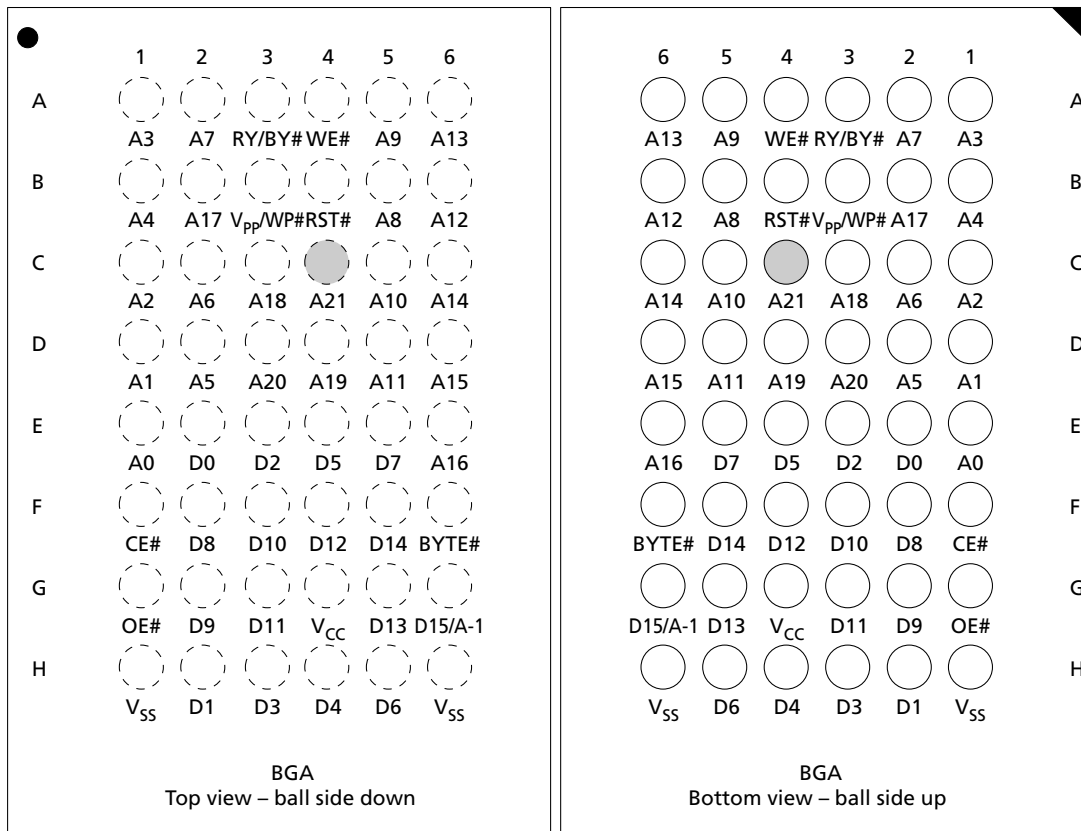 1 2 3 4 5 6
A
A3 A7 RY/BY# WE# A9 A13
B
A4 A17 VPP/WP# RST# A8 A12
C
A2 A6 A18 A21 A10 A14
D
A1 A5 A20 A19 A11 A15
E
A0 D0 D2 D5 D7 A16
F
CE# D8 D10 D12 D14 BYTE#
G
OE# D9 D11 VCC D13 D15/A-1
H
VSS D1 D3 D4 D6 VSS
BGA
Top view – ball side down
6 5 4 3 2 1
A
A13 A9 WE# RY/BY# A7 A3
B
A12 A8 RST# VPP/WP# A17 A4
C
A14 A10 A21 A18 A6 A2
D
A15 A11 A19 A20 A5 A1
E
A16 D7 D5 D2 D0 A0
F
BYTE# D14 D12 D10 D8 CE#
G
D15/A-1 D13 VCC D11 D9 OE#
H
VSS D6 D4 D3 D1 VSS
BGA
Bottom view – ball side up